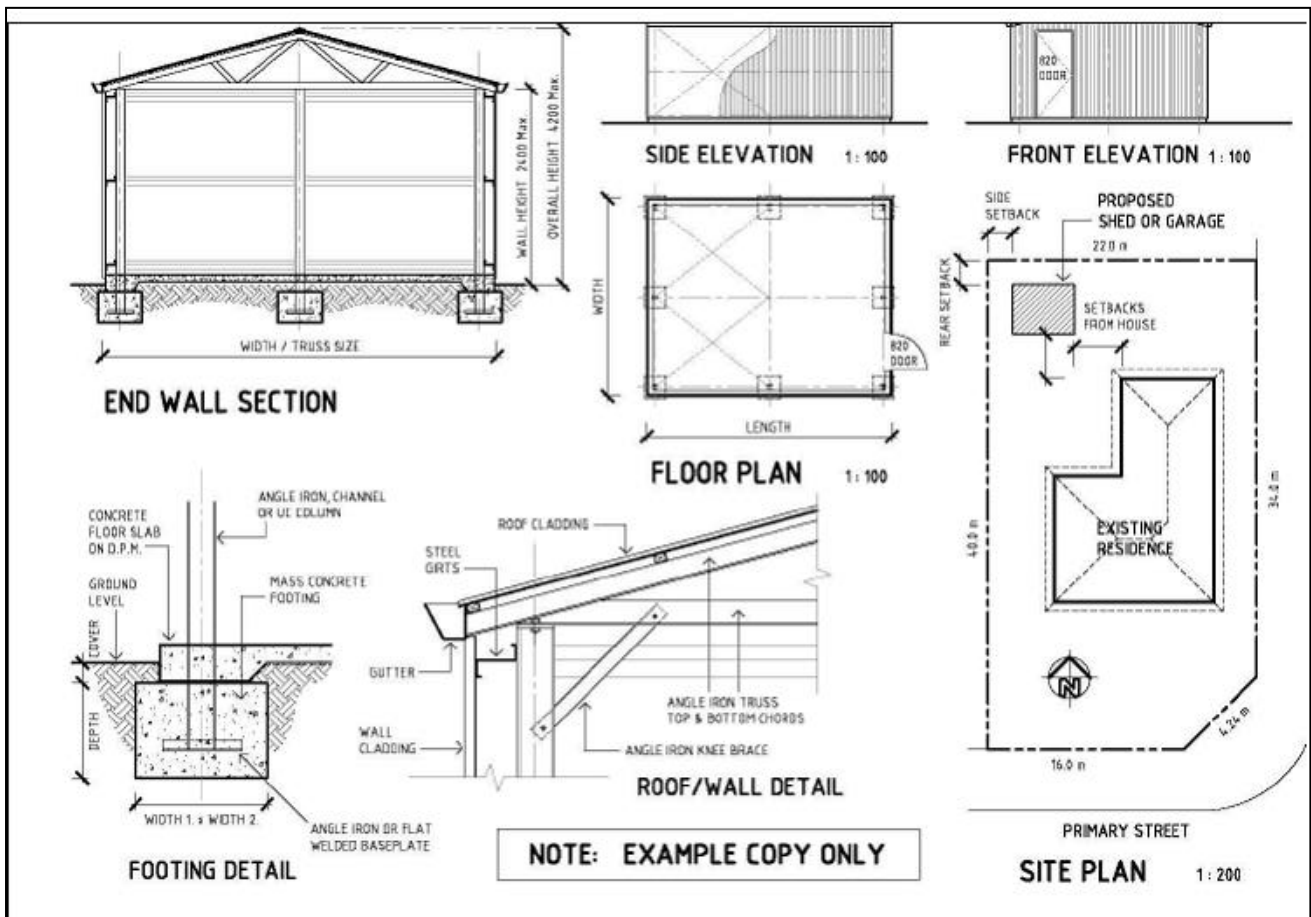 WALL HEIGHT 2400 Max.
OVERALL HEIGHT 4200 Max.
WIDTH / TRUSS SIZE
END WALL SECTION
SIDE ELEVATION 1 : 100
820
DOOR
FRONT ELEVATION 1 : 100
WIDTH
820
DOOR
LENGTH
FLOOR PLAN 1 : 100
SIDE
SETBACK
PROPOSED
SHED OR GARAGE
22.0 m
REAR SETBACK
SETBACKS
FROM HOUSE
40.0 m
34.0 m
EXISTING
RESIDENCE
N
4.24 m
16.0 m
PRIMARY STREET
SITE PLAN 1 : 200
CONCRETE
FLOOR SLAB
ON D.P.M.
ANGLE IRON, CHANNEL
OR UC COLUMN
GROUND
LEVEL
MASS CONCRETE
FOOTING
COVER
DEPTH
WIDTH 1. x WIDTH 2.
ANGLE IRON OR FLAT
WELDED BASEPLATE
FOOTING DETAIL
ROOF CLADDING
STEEL
GIRTS
GUTTER
WALL
CLADDING
ANGLE IRON TRUSS
TOP & BOTTOM CHORDS
ANGLE IRON KNEE BRACE
ROOF/WALL DETAIL
NOTE: EXAMPLE COPY ONLY